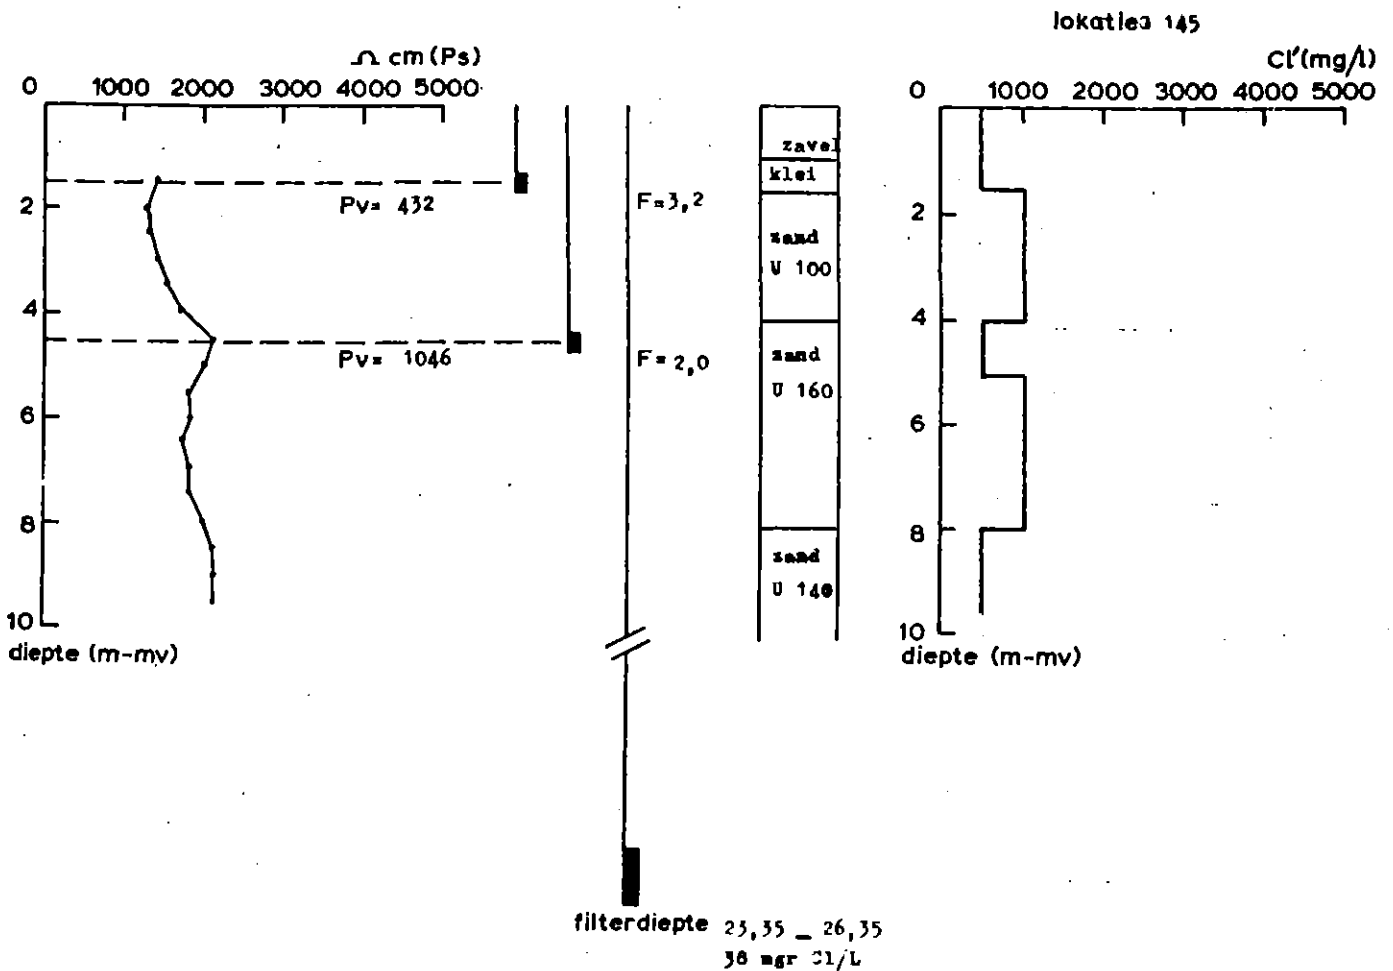 lokaties 145
Ω cm (Ps)
0 1000 2000 3000 4000 5000
2
4
6
8
10
diepte (m-mv)
Pv= 432
Pv= 1046
F=3,2
F=2,0
zavel
klei
zand
U 100
zand
U 160
zand
U 140
Cl'(mg/l)
0 1000 2000 3000 4000 5000
2
4
6
8
10
diepte (m-mv)
filterdiepte 23,35 _ 26,35
38 mgr Cl/L